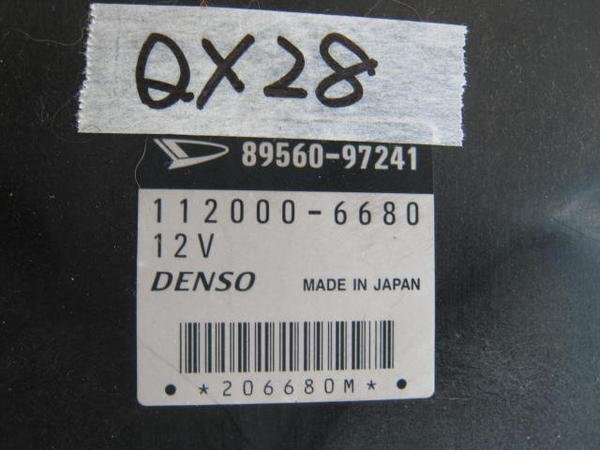 QX28
89560-97241
112000-6680
12V
DENSO MADE IN JAPAN
*206680M*